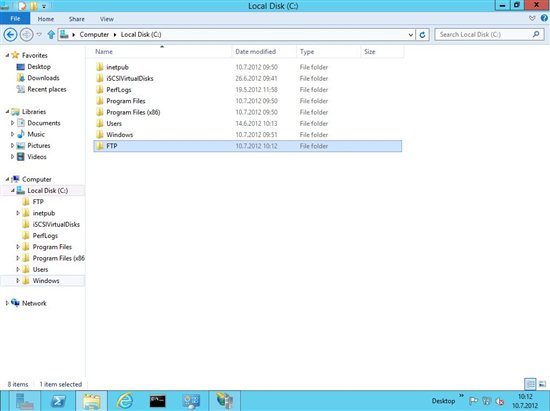 Local Disk (C:)
File Home Share View
Computer Local Disk (C:) Search Local Disk (C:)
Name Date modified Type Size
Favorites
Desktop
Downloads
Recent places
Libraries
Documents
Music
Pictures
Videos
Computer
Local Disk (C:)
FTP
inetpub
iSCSIVirtualDisks
PerfLogs
Program Files
Program Files (x86
Users
Windows
Network
inetpub 10.7.2012 09:50 File folder
iSCSIVirtualDisks 26.6.2012 09:41 File folder
PerfLogs 19.5.2012 11:58 File folder
Program Files 10.7.2012 09:50 File folder
Program Files (x86) 10.7.2012 09:50 File folder
Users 14.6.2012 10:13 File folder
Windows 10.7.2012 09:51 File folder
FTP 10.7.2012 10:12 File folder
8 items 1 item selected
Desktop
10:12
10.7.2012